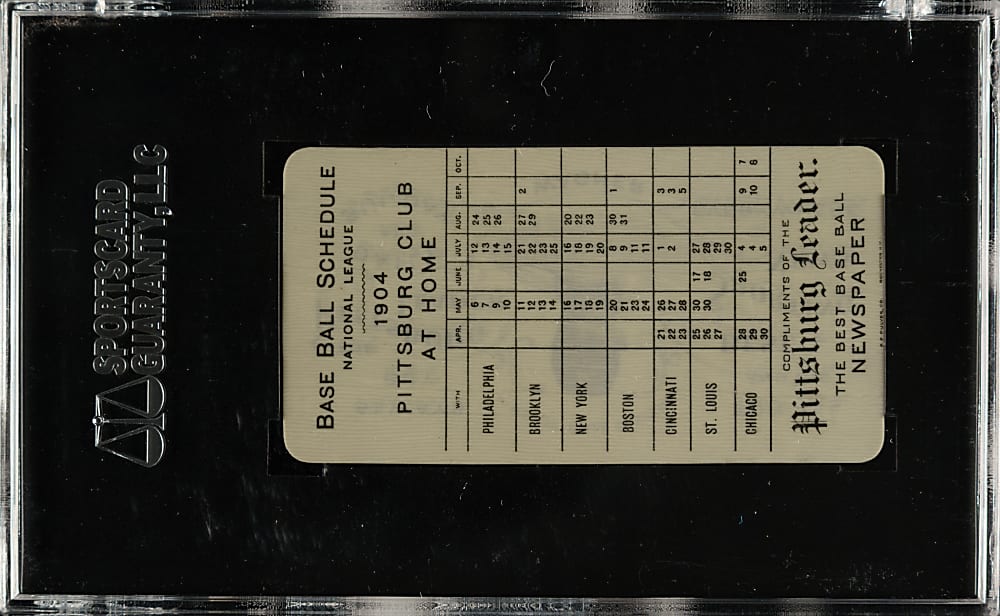 SPORTSCARD
GUARANTY, LLC
BASE BALL SCHEDULE
NATIONAL LEAGUE
1904
PITTSBURG CLUB
AT HOME
WITH APR. MAY JUNE JULY AUG. SEP. OCT.
6 12 24
PHILADELPHIA 7 13 25
9 14 26
10 15
11 21 27 2
BROOKLYN 12 22 29
13 23
14 25
16 16 20
NEW YORK 17 18 22
18 19 23
19 20
20 8 30 1
BOSTON 21 9 31
23 11
24 11
21 26 1 3
CINCINNATI 22 27 2 3
23 28 5
25 30 17 27
ST. LOUIS 26 30 18 28
27 29
30
28 25 4 9 7
CHICAGO 29 4 10 8
30 5
COMPLIMENTS OF THE
Pittsburg Leader.
THE BEST BASE BALL
NEWSPAPER